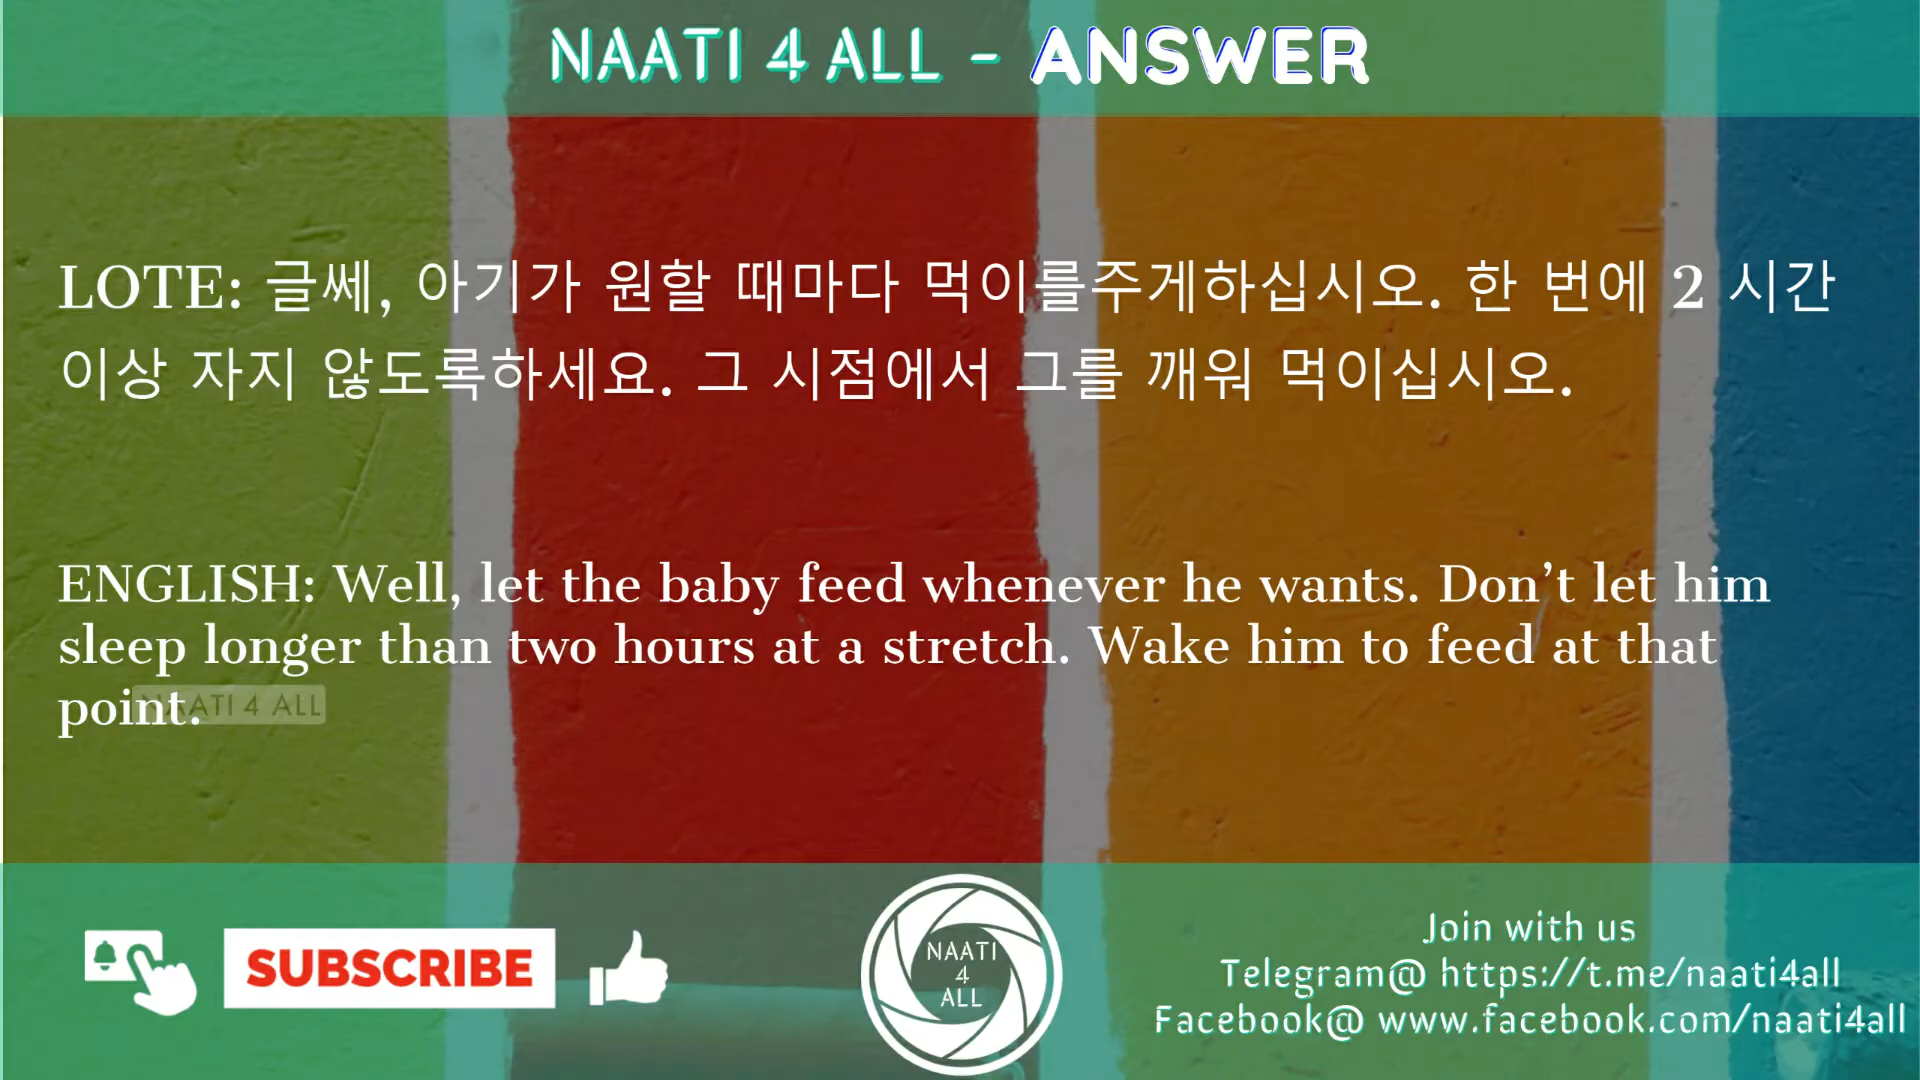 NAATI 4 ALL - ANSWER
LOTE: 글쎄, 아기가 원할 때마다 먹이를주게하십시오. 한 번에 2 시간
이상 자지 않도록하세요. 그 시점에서 그를 깨워 먹이십시오.
ENGLISH: Well, let the baby feed whenever he wants. Don’t let him
sleep longer than two hours at a stretch. Wake him to feed at that
point.
NAATI 4 ALL
SUBSCRIBE
NAATI
4
ALL
Join with us
Telegram@ https://t.me/naati4all
Facebook@ www.facebook.com/naati4all